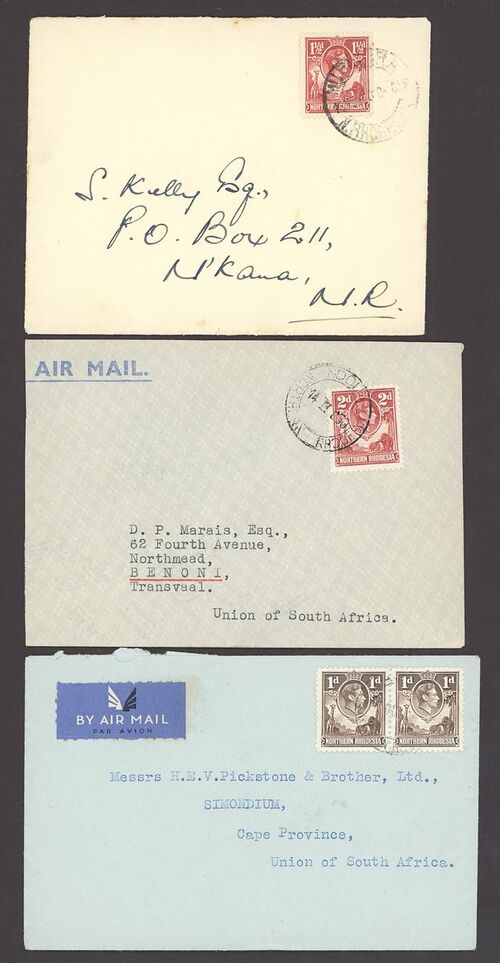 1½d 1½d
NORTHERN RHODESIA
S. Kelly Esq.,
P.O. Box 211,
N'Kana,
N.R.
AIR MAIL.
NDOLA
14
2d 2d
NORTHERN RHODESIA
D. P. Marais, Esq.,
62 Fourth Avenue,
Northmead,
BENONI,
Transvaal.
Union of South Africa.
BY AIR MAIL
PAR AVION
1d 1d 1d 1d
NORTHERN RHODESIA NORTHERN RHODESIA
Messrs H.E.V.Pickstone & Brother, Ltd.,
SIMONDIUM,
Cape Province,
Union of South Africa.